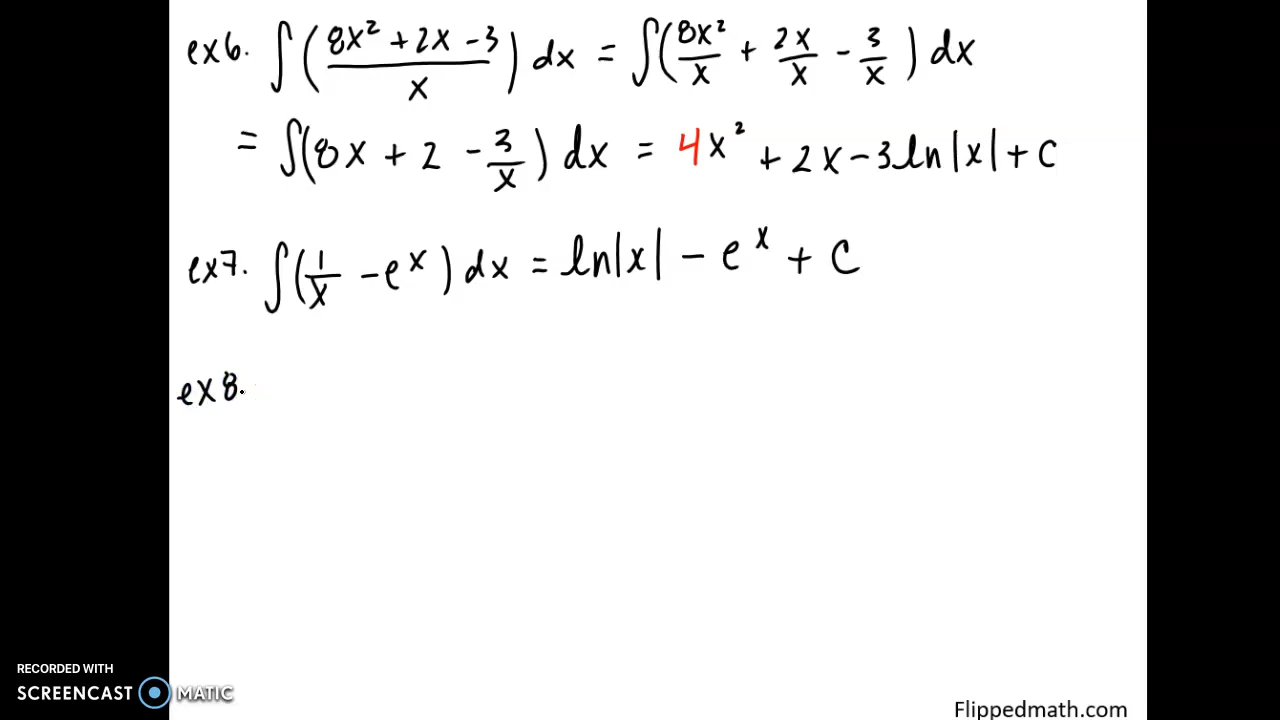 ex6. ∫(8x² + 2x - 3 / x) dx = ∫(8x²/x + 2x/x - 3/x) dx
= ∫(8x + 2 - 3/x) dx = 4x² + 2x - 3ln|x| + C
ex7. ∫(1/x - eˣ) dx = ln|x| - eˣ + C
ex8.
RECORDED WITH
SCREENCAST MATIC
Flippedmath.com